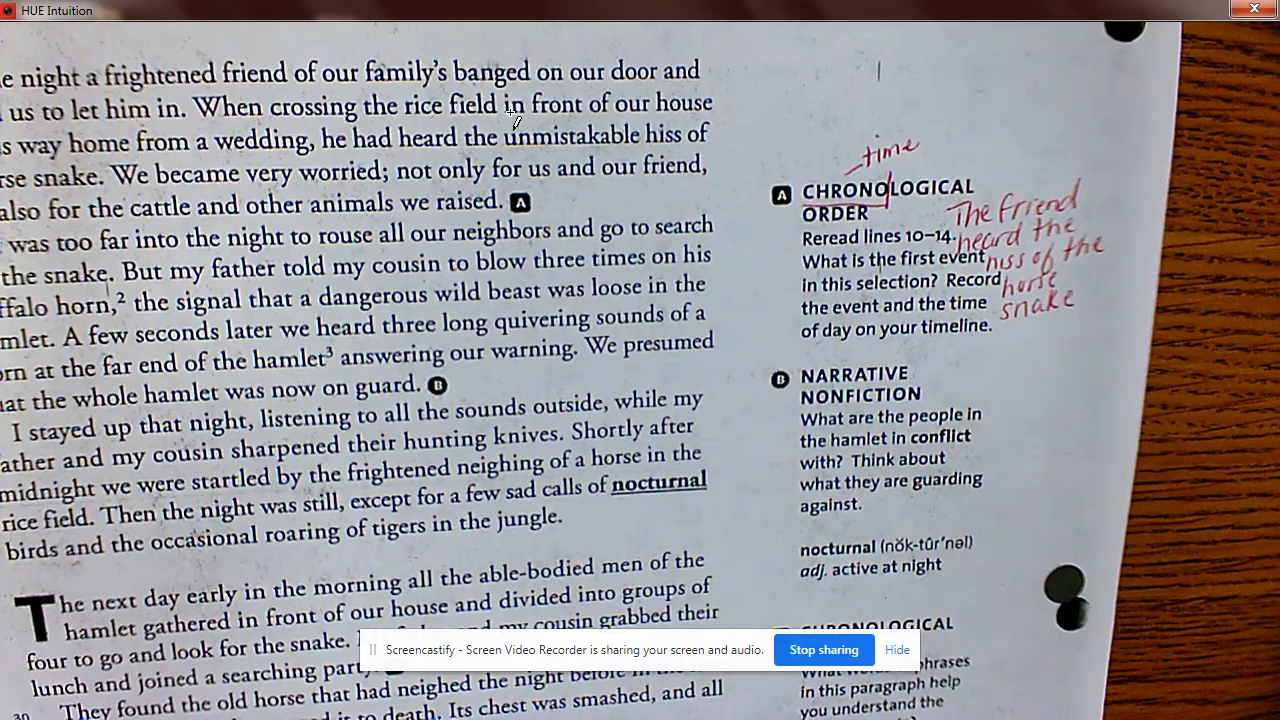 HUE Intuition
e night a frightened friend of our family's banged on our door and
us to let him in. When crossing the rice field in front of our house
s way home from a wedding, he had heard the unmistakable hiss of
rse snake. We became very worried; not only for us and our friend,
also for the cattle and other animals we raised. A
was too far into the night to rouse all our neighbors and go to search
the snake. But my father told my cousin to blow three times on his
ffalo horn,² the signal that a dangerous wild beast was loose in the
mlet. A few seconds later we heard three long quivering sounds of a
orn at the far end of the hamlet³ answering our warning. We presumed
hat the whole hamlet was now on guard. B
I stayed up that night, listening to all the sounds outside, while my
ather and my cousin sharpened their hunting knives. Shortly after
midnight we were startled by the frightened neighing of a horse in the
rice field. Then the night was still, except for a few sad calls of nocturnal
birds and the occasional roaring of tigers in the jungle.
The next day early in the morning all the able-bodied men of the
hamlet gathered in front of our house and divided into groups of
four to go and look for the snake. my cousin grabbed their
lunch and joined a searching party
They found the old horse that had neighed the night before in the
30 it to death. Its chest was smashed, and all
time
A CHRONOLOGICAL
ORDER
Reread lines 10–14.
What is the first event
in this selection? Record
the event and the time
of day on your timeline.
The friend
heard the
hiss of the
horse
snake
B NARRATIVE
NONFICTION
What are the people in
the hamlet in conflict
with? Think about
what they are guarding
against.
nocturnal (nŏk-tûr′nəl)
adj. active at night
CHRONOLOGICAL
What words phrases
in this paragraph help
you understand the
Screencastify - Screen Video Recorder is sharing your screen and audio.
Stop sharing
Hide